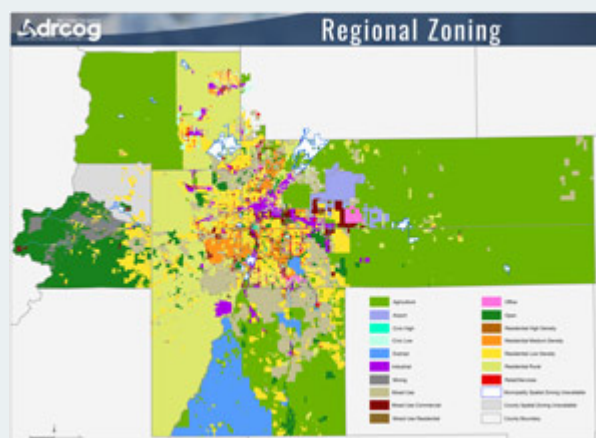 drcog
Regional Zoning
Agriculture
Airport
Civic High
Civic Low
Exempt
Industrial
Mining
Mixed Use
Mixed Use Commercial
Mixed Use Residential
Office
Open
Residential High Density
Residential Medium Density
Residential Low Density
Residential Rural
Retail/Services
Municipality Spatial Zoning Unavailable
County Spatial Zoning Unavailable
County Boundary